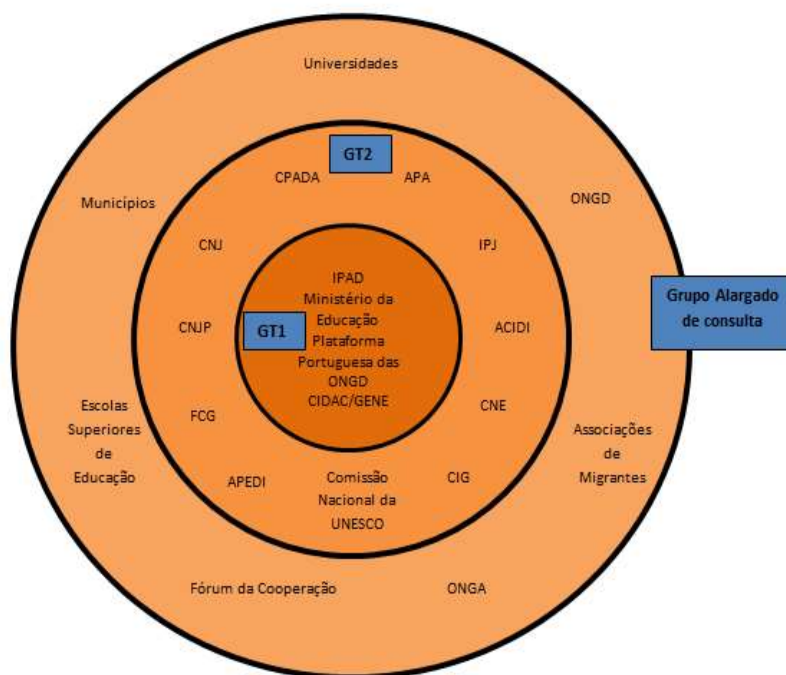 Universidades
GT2
CPADA
APA
Municípios
ONGD
CNJ
IPJ
IPAD
Ministério da
Educação
Plataforma
Portuguesa das
ONGD
CIDAC/GENE
GT1
Grupo Alargado
de consulta
CNJP
ACIDI
FCG
CNE
Escolas
Superiores
de
Educação
Associações
de
Migrantes
APEDI
Comissão
Nacional da
UNESCO
CIG
Fórum da Cooperação
ONGA